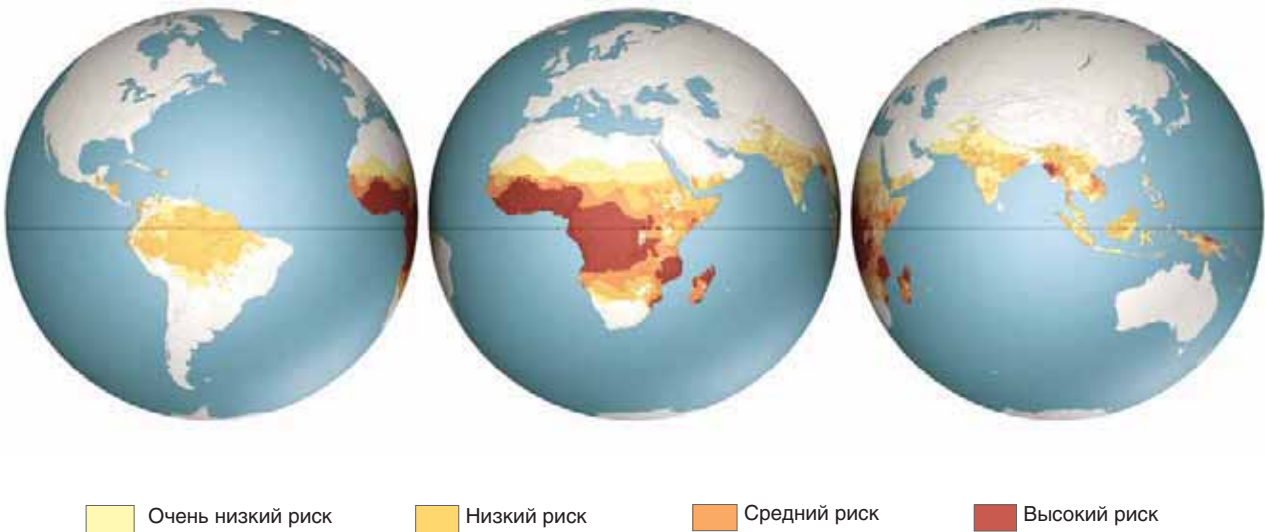 K
Очень низкий риск
Низкий риск
Средний риск
Высокий риск